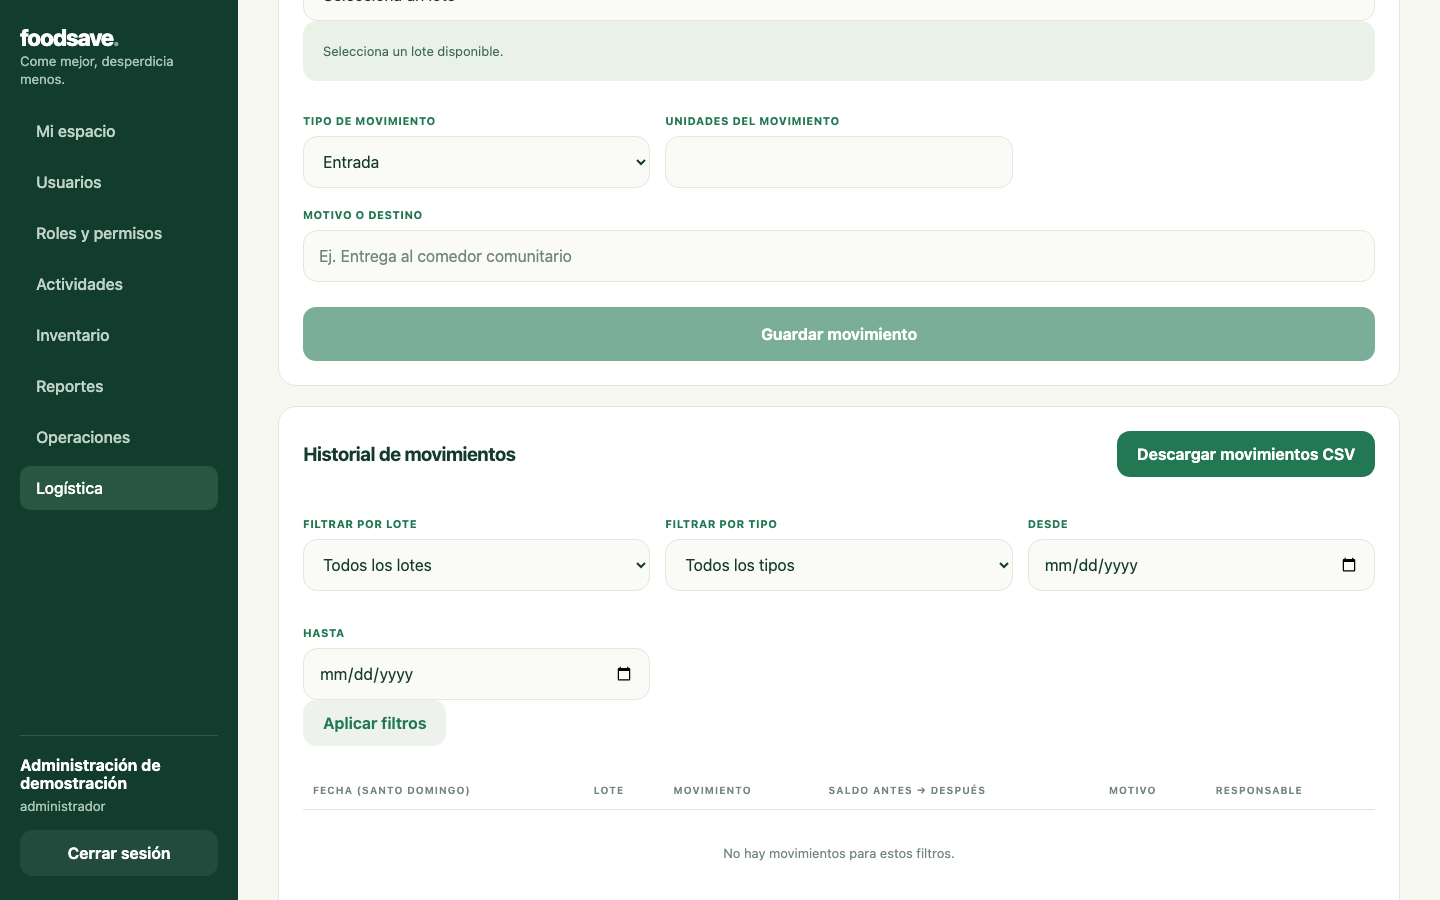 foodsave.
Come mejor, desperdicia
menos.
Mi espacio
Usuarios
Roles y permisos
Actividades
Inventario
Reportes
Operaciones
Logística
Administración de
demostración
administrador
Cerrar sesión
Selecciona un lote disponible.
TIPO DE MOVIMIENTO
UNIDADES DEL MOVIMIENTO
Entrada
MOTIVO O DESTINO
Ej. Entrega al comedor comunitario
Guardar movimiento
Historial de movimientos
Descargar movimientos CSV
FILTRAR POR LOTE
FILTRAR POR TIPO
DESDE
Todos los lotes
Todos los tipos
mm/dd/yyyy
HASTA
mm/dd/yyyy
Aplicar filtros
FECHA (SANTO DOMINGO)
LOTE
MOVIMIENTO
SALDO ANTES → DESPUÉS
MOTIVO
RESPONSABLE
No hay movimientos para estos filtros.